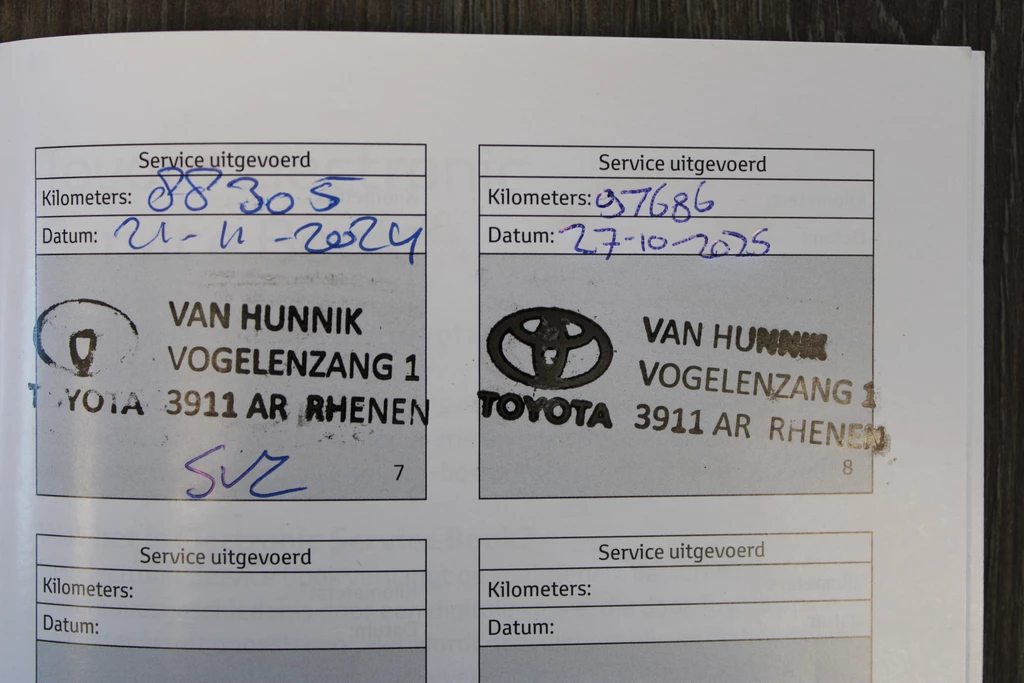 Service uitgevoerd
Kilometers: 88305
Datum: 21-11-2024
VAN HUNNIK
VOGELENZANG 1
TOYOTA 3911 AR RHENEN
7
Service uitgevoerd
Kilometers: 97686
Datum: 27-10-2025
VAN HUNNIK
VOGELENZANG 1
TOYOTA 3911 AR RHENEN
8
Service uitgevoerd
Kilometers:
Datum:
Service uitgevoerd
Kilometers:
Datum: